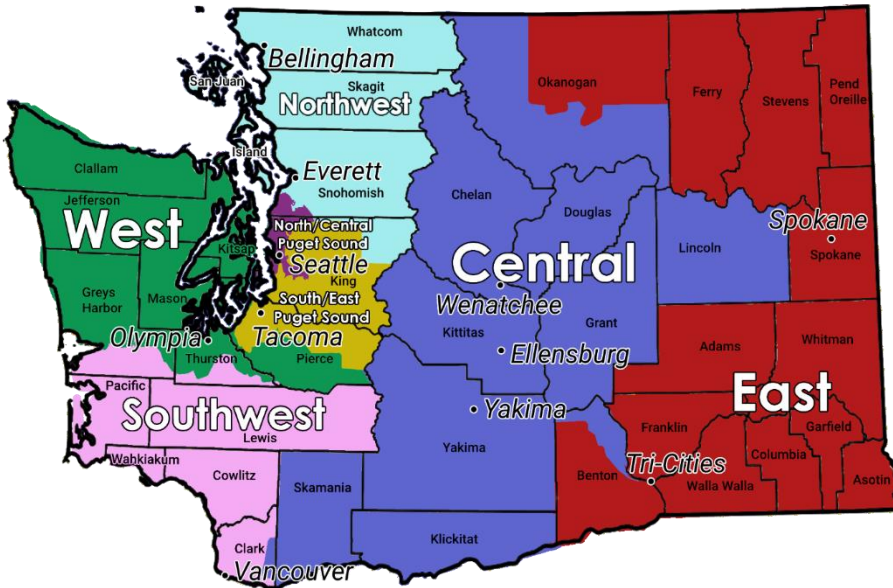 Whatcom
Bellingham
San Juan
Skagit
Northwest
Okanogan
Ferry
Stevens
Pend
Oreille
Island
Everett
Snohomish
Clallam
Jefferson
West
Kitsap
North/Central
Puget Sound
Seattle
King
Chelan
Douglas
Central
Lincoln
Spokane
Spokane
Greys
Harbor
Mason
South/East
Puget Sound
Tacoma
Wenatchee
Kittitas
Grant
Olympia
Thurston
Pierce
Ellensburg
Adams
Whitman
East
Pacific
Southwest
Lewis
Yakima
Yakima
Franklin
Garfield
Columbia
Wahkiakum
Cowlitz
Skamania
Benton
Tri-Cities
Walla Walla
Asotin
Clark
Klickitat
Vancouver